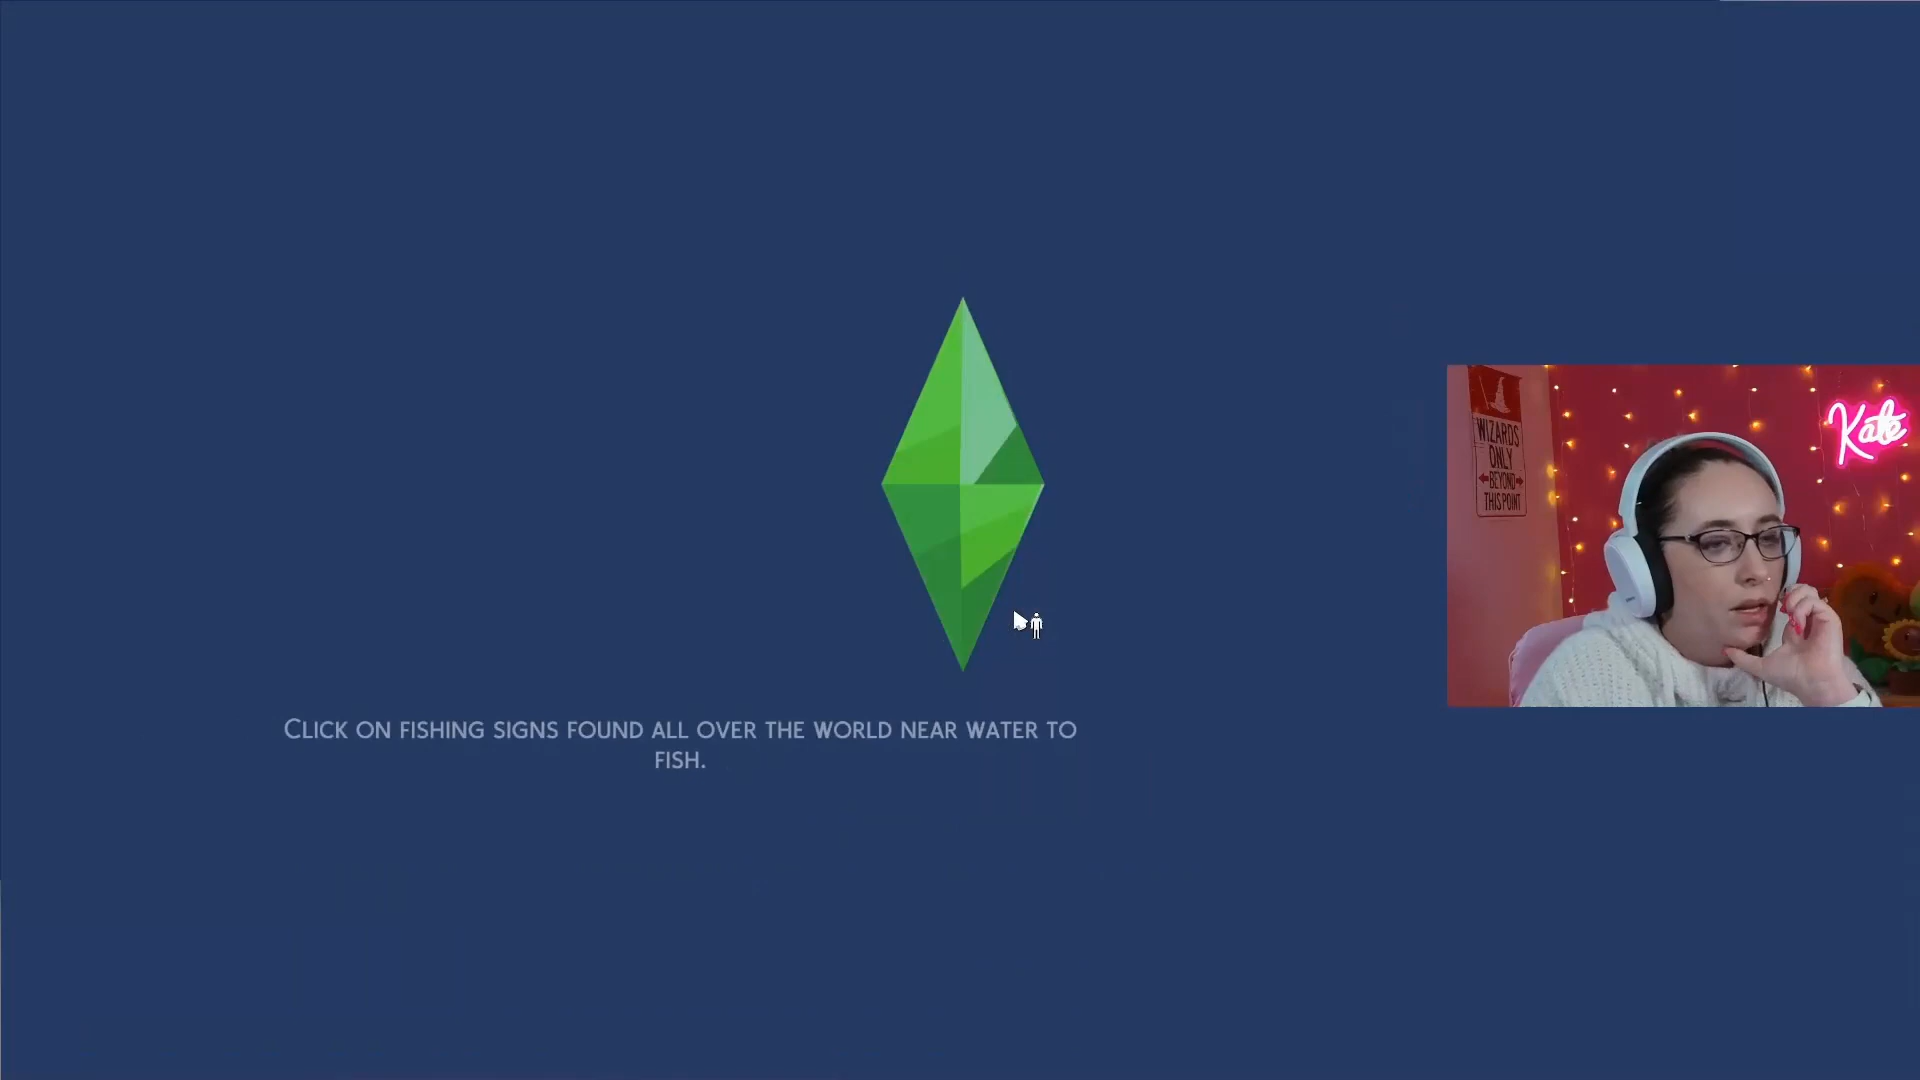 CLICK ON FISHING SIGNS FOUND ALL OVER THE WORLD NEAR WATER TO
FISH.
WIZARDS
ONLY
BEYOND
THIS POINT
Kate